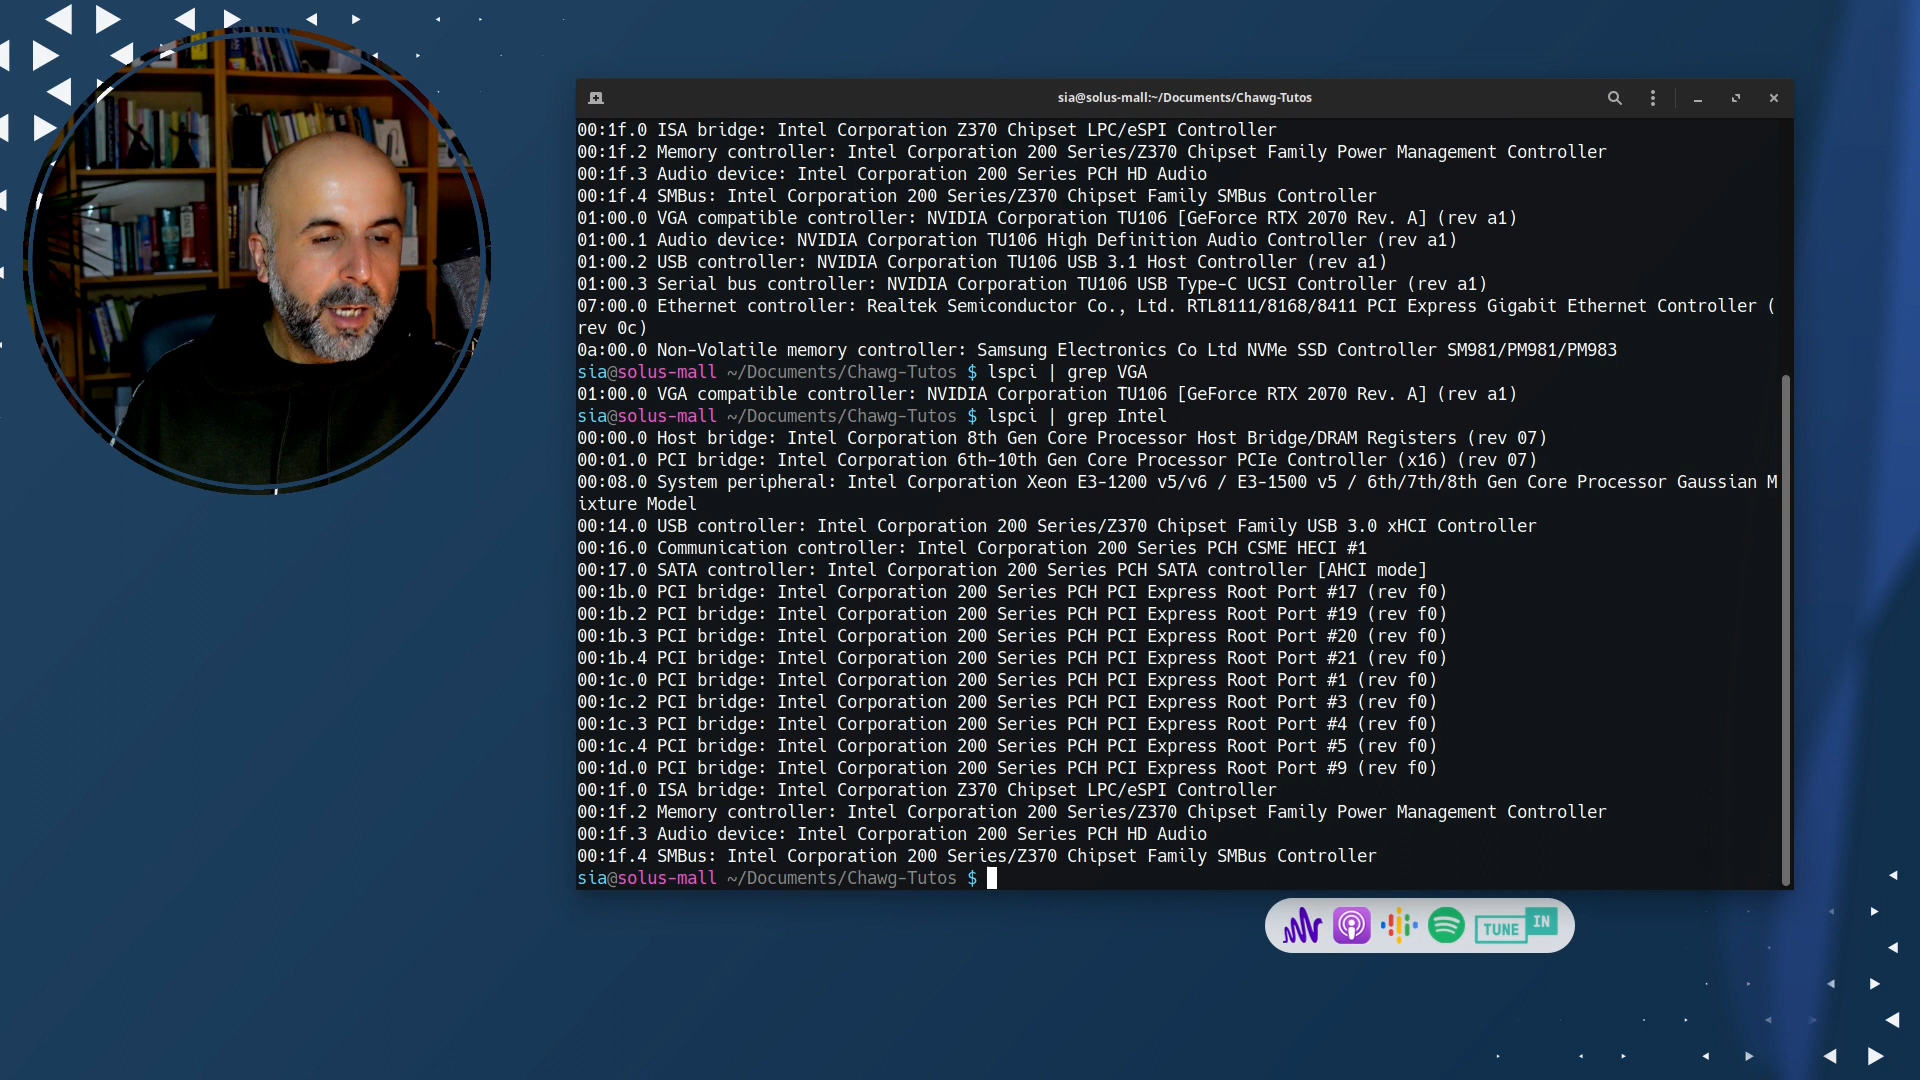 sia@solus-mall:~/Documents/Chawg-Tutos
00:1f.0 ISA bridge: Intel Corporation Z370 Chipset LPC/eSPI Controller
00:1f.2 Memory controller: Intel Corporation 200 Series/Z370 Chipset Family Power Management Controller
00:1f.3 Audio device: Intel Corporation 200 Series PCH HD Audio
00:1f.4 SMBus: Intel Corporation 200 Series/Z370 Chipset Family SMBus Controller
01:00.0 VGA compatible controller: NVIDIA Corporation TU106 [GeForce RTX 2070 Rev. A] (rev a1)
01:00.1 Audio device: NVIDIA Corporation TU106 High Definition Audio Controller (rev a1)
01:00.2 USB controller: NVIDIA Corporation TU106 USB 3.1 Host Controller (rev a1)
01:00.3 Serial bus controller: NVIDIA Corporation TU106 USB Type-C UCSI Controller (rev a1)
07:00.0 Ethernet controller: Realtek Semiconductor Co., Ltd. RTL8111/8168/8411 PCI Express Gigabit Ethernet Controller (
rev 0c)
0a:00.0 Non-Volatile memory controller: Samsung Electronics Co Ltd NVMe SSD Controller SM981/PM981/PM983
sia@solus-mall ~/Documents/Chawg-Tutos $ lspci | grep VGA
01:00.0 VGA compatible controller: NVIDIA Corporation TU106 [GeForce RTX 2070 Rev. A] (rev a1)
sia@solus-mall ~/Documents/Chawg-Tutos $ lspci | grep Intel
00:00.0 Host bridge: Intel Corporation 8th Gen Core Processor Host Bridge/DRAM Registers (rev 07)
00:01.0 PCI bridge: Intel Corporation 6th-10th Gen Core Processor PCIe Controller (x16) (rev 07)
00:08.0 System peripheral: Intel Corporation Xeon E3-1200 v5/v6 / E3-1500 v5 / 6th/7th/8th Gen Core Processor Gaussian M
ixture Model
00:14.0 USB controller: Intel Corporation 200 Series/Z370 Chipset Family USB 3.0 xHCI Controller
00:16.0 Communication controller: Intel Corporation 200 Series PCH CSME HECI #1
00:17.0 SATA controller: Intel Corporation 200 Series PCH SATA controller [AHCI mode]
00:1b.0 PCI bridge: Intel Corporation 200 Series PCH PCI Express Root Port #17 (rev f0)
00:1b.2 PCI bridge: Intel Corporation 200 Series PCH PCI Express Root Port #19 (rev f0)
00:1b.3 PCI bridge: Intel Corporation 200 Series PCH PCI Express Root Port #20 (rev f0)
00:1b.4 PCI bridge: Intel Corporation 200 Series PCH PCI Express Root Port #21 (rev f0)
00:1c.0 PCI bridge: Intel Corporation 200 Series PCH PCI Express Root Port #1 (rev f0)
00:1c.2 PCI bridge: Intel Corporation 200 Series PCH PCI Express Root Port #3 (rev f0)
00:1c.3 PCI bridge: Intel Corporation 200 Series PCH PCI Express Root Port #4 (rev f0)
00:1c.4 PCI bridge: Intel Corporation 200 Series PCH PCI Express Root Port #5 (rev f0)
00:1d.0 PCI bridge: Intel Corporation 200 Series PCH PCI Express Root Port #9 (rev f0)
00:1f.0 ISA bridge: Intel Corporation Z370 Chipset LPC/eSPI Controller
00:1f.2 Memory controller: Intel Corporation 200 Series/Z370 Chipset Family Power Management Controller
00:1f.3 Audio device: Intel Corporation 200 Series PCH HD Audio
00:1f.4 SMBus: Intel Corporation 200 Series/Z370 Chipset Family SMBus Controller
sia@solus-mall ~/Documents/Chawg-Tutos $
TUNE IN